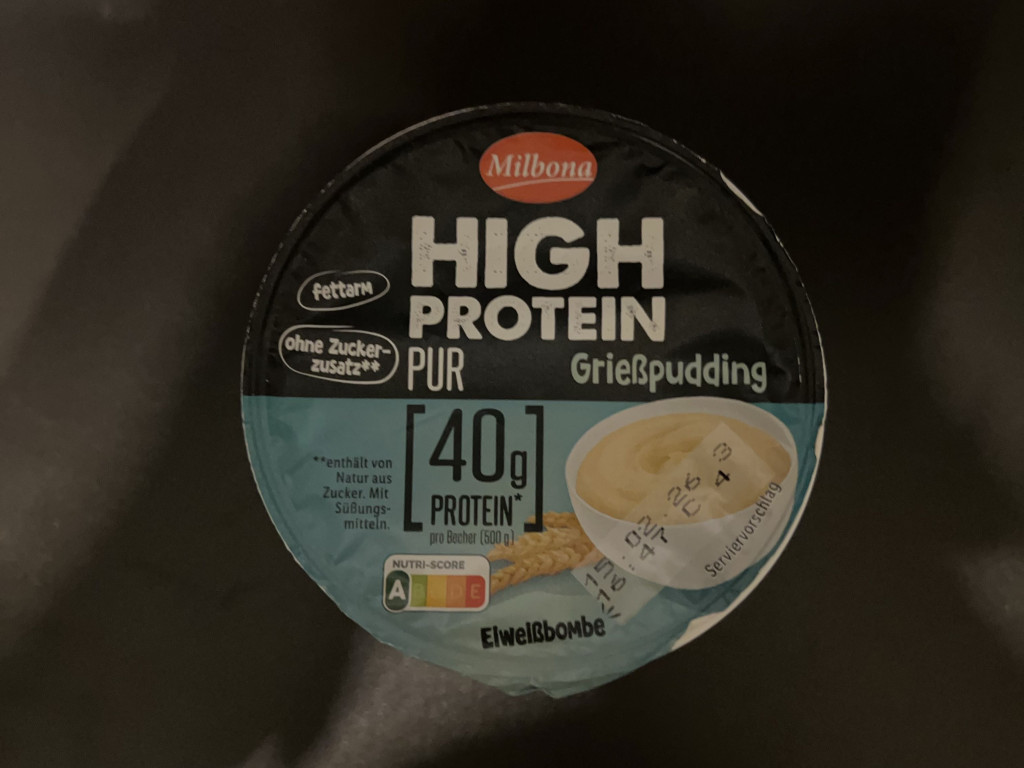 Milbona
HIGH
PROTEIN
PUR
Grießpudding
fettarm
ohne Zucker-
zusatz**
**enthält von
Natur aus
Zucker. Mit
Süßungs-
mitteln.
[40g
PROTEIN*]
pro Becher (500 g)
NUTRI-SCORE
A B C D E
Eiweißbombe
Serviervorschlag